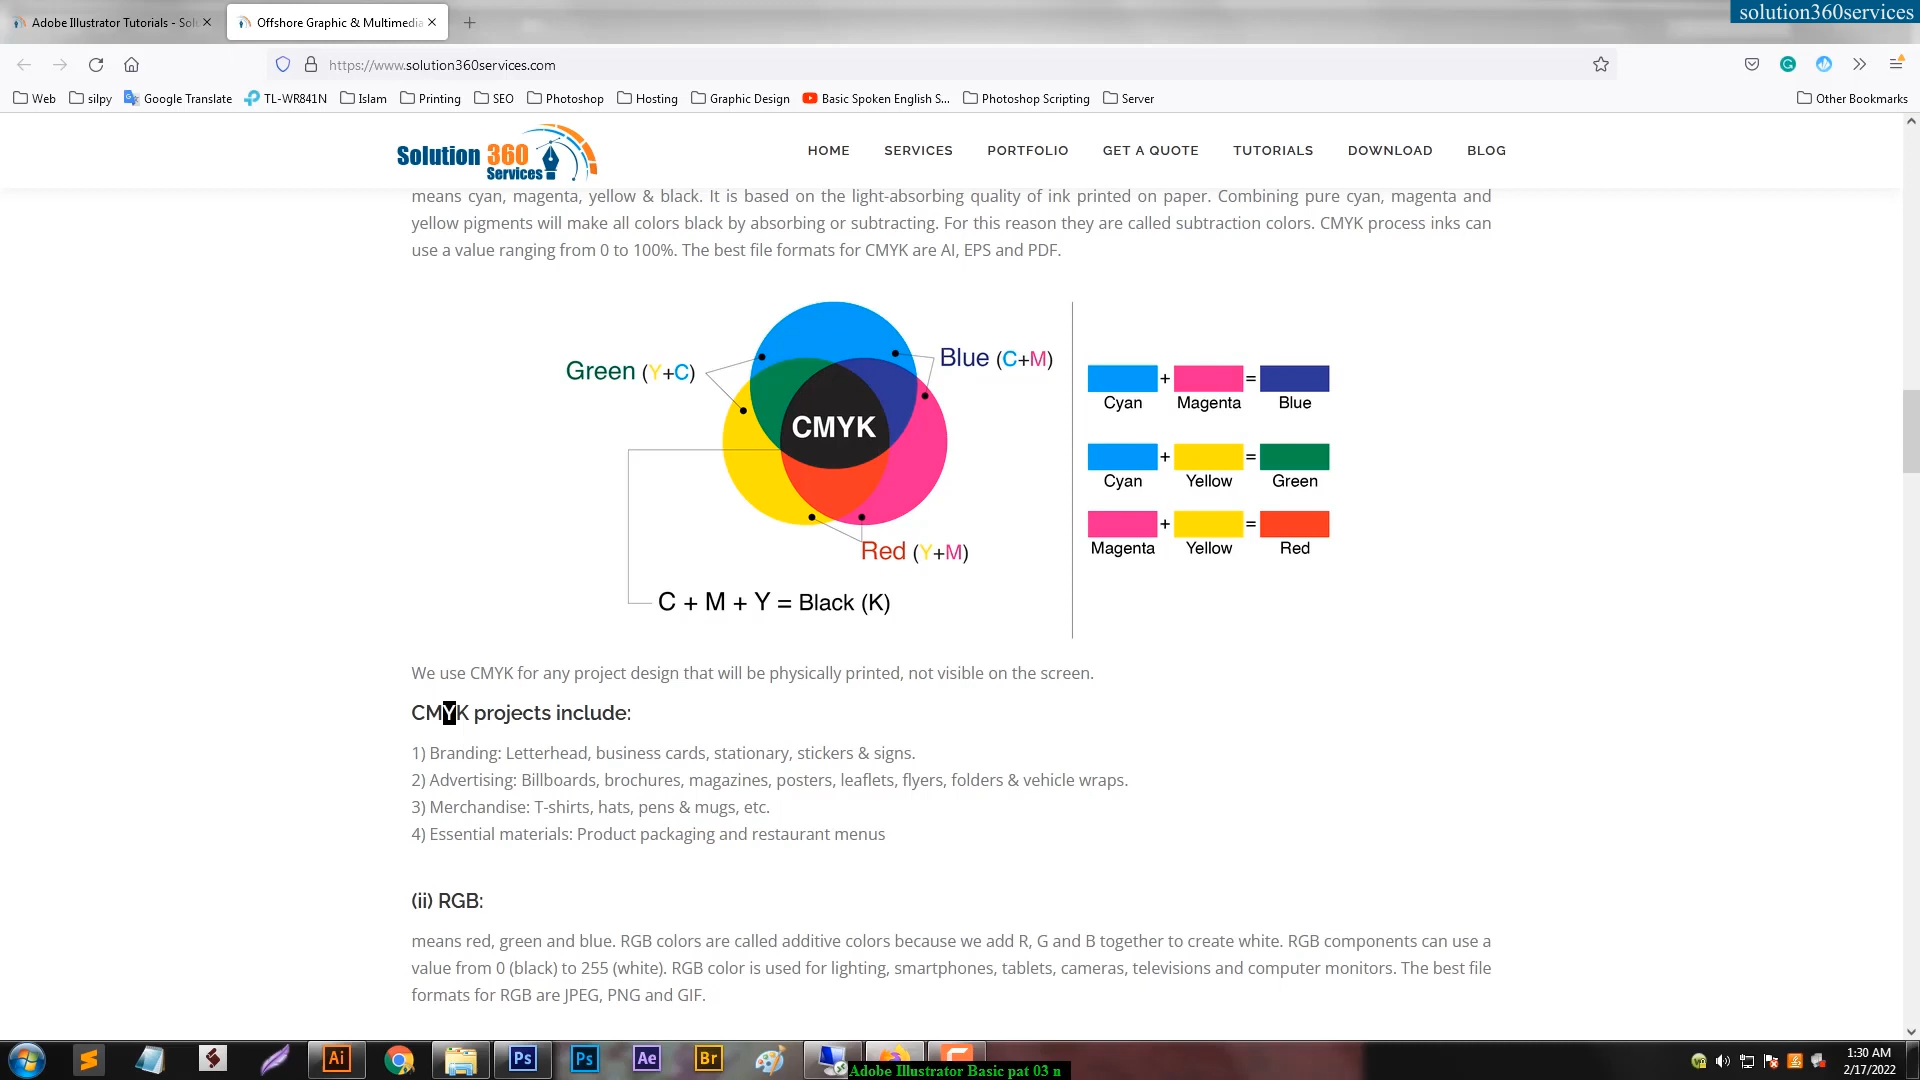 Adobe Illustrator Tutorials - Sol
Offshore Graphic & Multimedia
solution360services
https://www.solution360services.com
Web
silpy
Google Translate
TL-WR841N
Islam
Printing
SEO
Photoshop
Hosting
Graphic Design
Basic Spoken English S...
Photoshop Scripting
Server
Other Bookmarks
Solution 360
Services
HOME
SERVICES
PORTFOLIO
GET A QUOTE
TUTORIALS
DOWNLOAD
BLOG
means cyan, magenta, yellow & black. It is based on the light-absorbing quality of ink printed on paper. Combining pure cyan, magenta and
yellow pigments will make all colors black by absorbing or subtracting. For this reason they are called subtraction colors. CMYK process inks can
use a value ranging from 0 to 100%. The best file formats for CMYK are AI, EPS and PDF.
Green (Y+C)
Blue (C+M)
CMYK
Red (Y+M)
C + M + Y = Black (K)
+ =
Cyan Magenta Blue
+ =
Cyan Yellow Green
+ =
Magenta Yellow Red
We use CMYK for any project design that will be physically printed, not visible on the screen.
CMYK projects include:
1) Branding: Letterhead, business cards, stationary, stickers & signs.
2) Advertising: Billboards, brochures, magazines, posters, leaflets, flyers, folders & vehicle wraps.
3) Merchandise: T-shirts, hats, pens & mugs, etc.
4) Essential materials: Product packaging and restaurant menus
(ii) RGB:
means red, green and blue. RGB colors are called additive colors because we add R, G and B together to create white. RGB components can use a
value from 0 (black) to 255 (white). RGB color is used for lighting, smartphones, tablets, cameras, televisions and computer monitors. The best file
formats for RGB are JPEG, PNG and GIF.
Ai
Ps
Ps
Ae
Br
Adobe Illustrator Basic pat 03 n
1:30 AM
2/17/2022